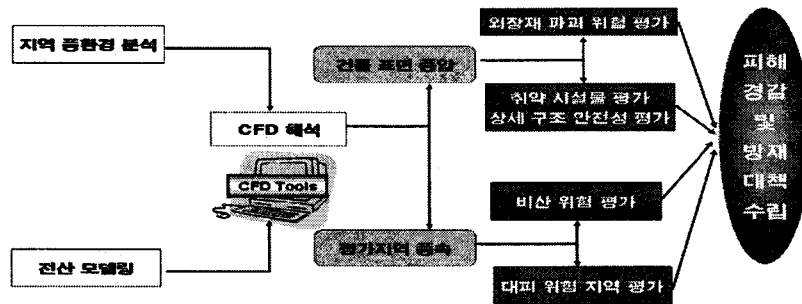 지역 풍환경 분석
CFD 해석
CFD Tools
전산 모델링
건물 표면 풍압
평가지역 풍속
외장재 파괴 위험 평가
취약 시설물 평가
상세 구조 안전성 평가
비산 위험 평가
대피 위험 지역 평가
피해
경감
및
방재
대책
수립